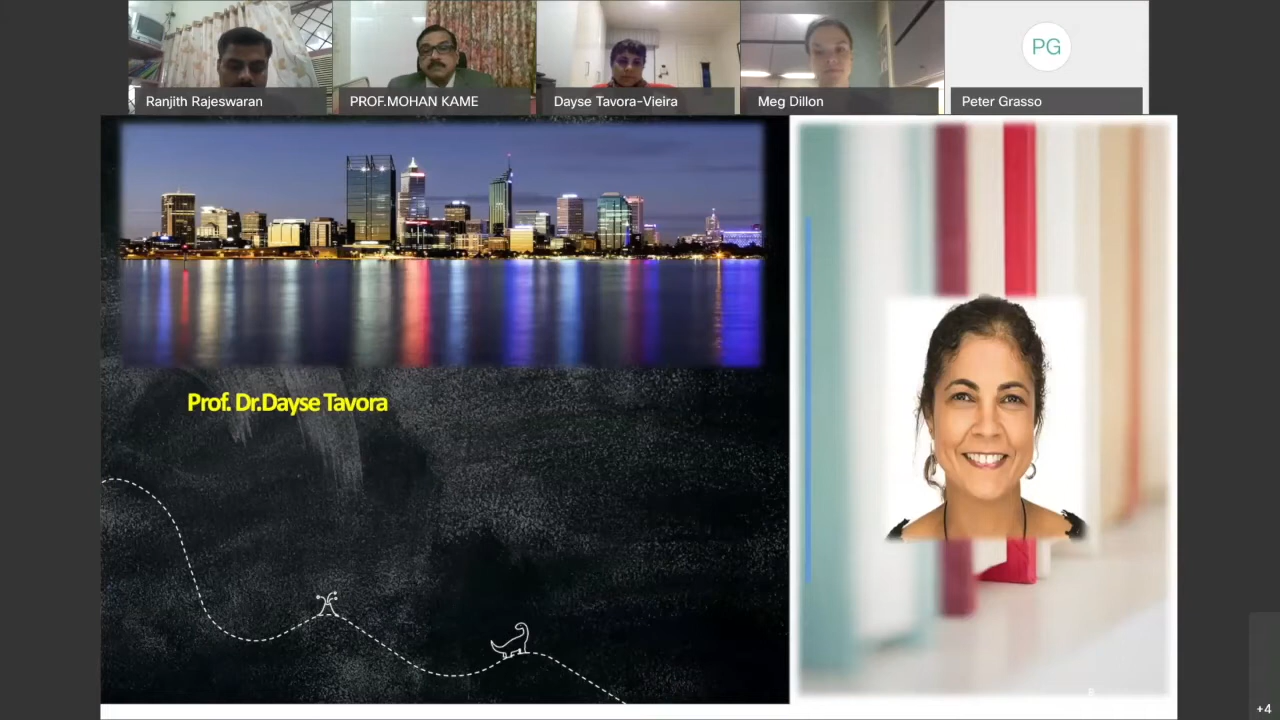 Ranjith Rajeswaran
PROF.MOHAN KAME
Dayse Tavora-Vieira
Meg Dillon
PG
Peter Grasso
Prof. Dr.Dayse Tavora
+4